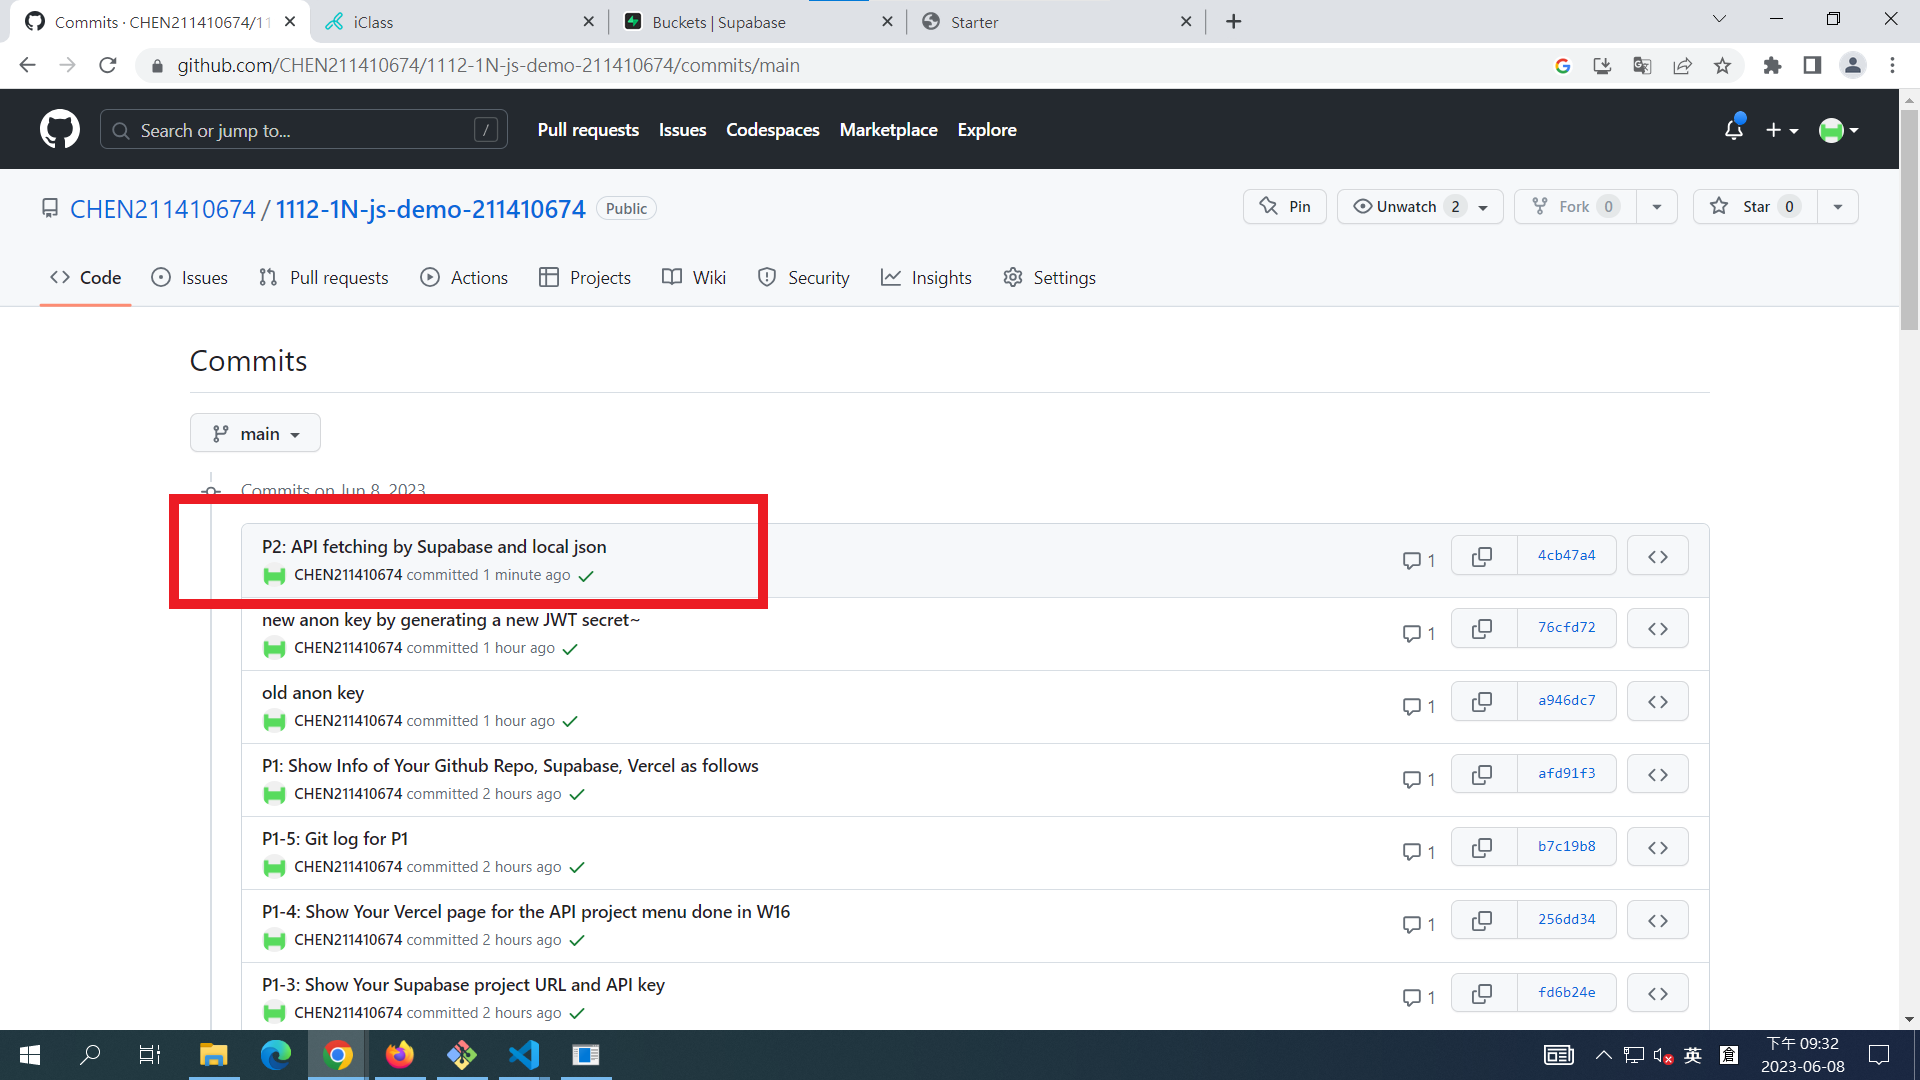 Commits · CHEN211410674/11
iClass
Buckets | Supabase
Starter
github.com/CHEN211410674/1112-1N-js-demo-211410674/commits/main
Search or jump to...
/
Pull requests
Issues
Codespaces
Marketplace
Explore
CHEN211410674 / 1112-1N-js-demo-211410674
Public
Pin
Unwatch 2
Fork 0
Star 0
Code
Issues
Pull requests
Actions
Projects
Wiki
Security
Insights
Settings
Commits
main
Commits on Jun 8, 2023
P2: API fetching by Supabase and local json
CHEN211410674 committed 1 minute ago
1
4cb47a4
new anon key by generating a new JWT secret~
CHEN211410674 committed 1 hour ago
1
76cfd72
old anon key
CHEN211410674 committed 1 hour ago
1
a946dc7
P1: Show Info of Your Github Repo, Supabase, Vercel as follows
CHEN211410674 committed 2 hours ago
1
afd91f3
P1-5: Git log for P1
CHEN211410674 committed 2 hours ago
1
b7c19b8
P1-4: Show Your Vercel page for the API project menu done in W16
CHEN211410674 committed 2 hours ago
1
256dd34
P1-3: Show Your Supabase project URL and API key
CHEN211410674 committed 2 hours ago
1
fd6b24e
英
倉
下午 09:32
2023-06-08